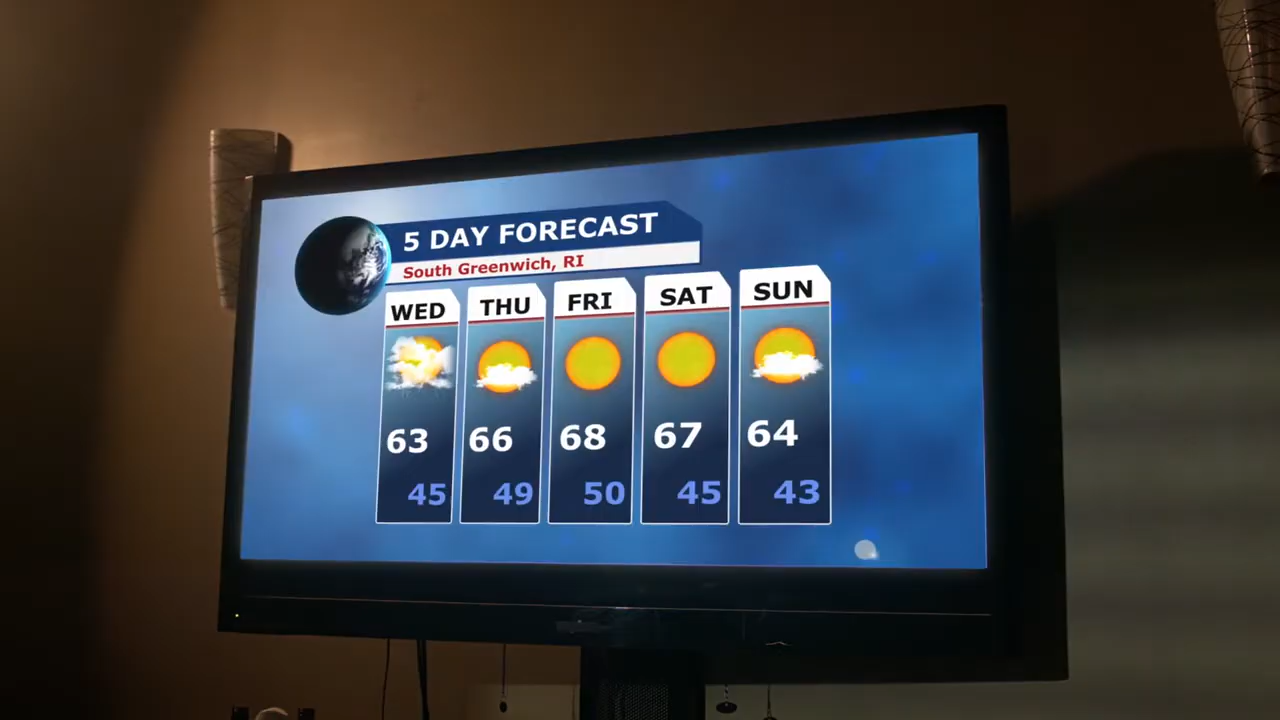 5 DAY FORECAST
South Greenwich, RI
WED THU FRI SAT SUN
63 66 68 67 64
45 49 50 45 43